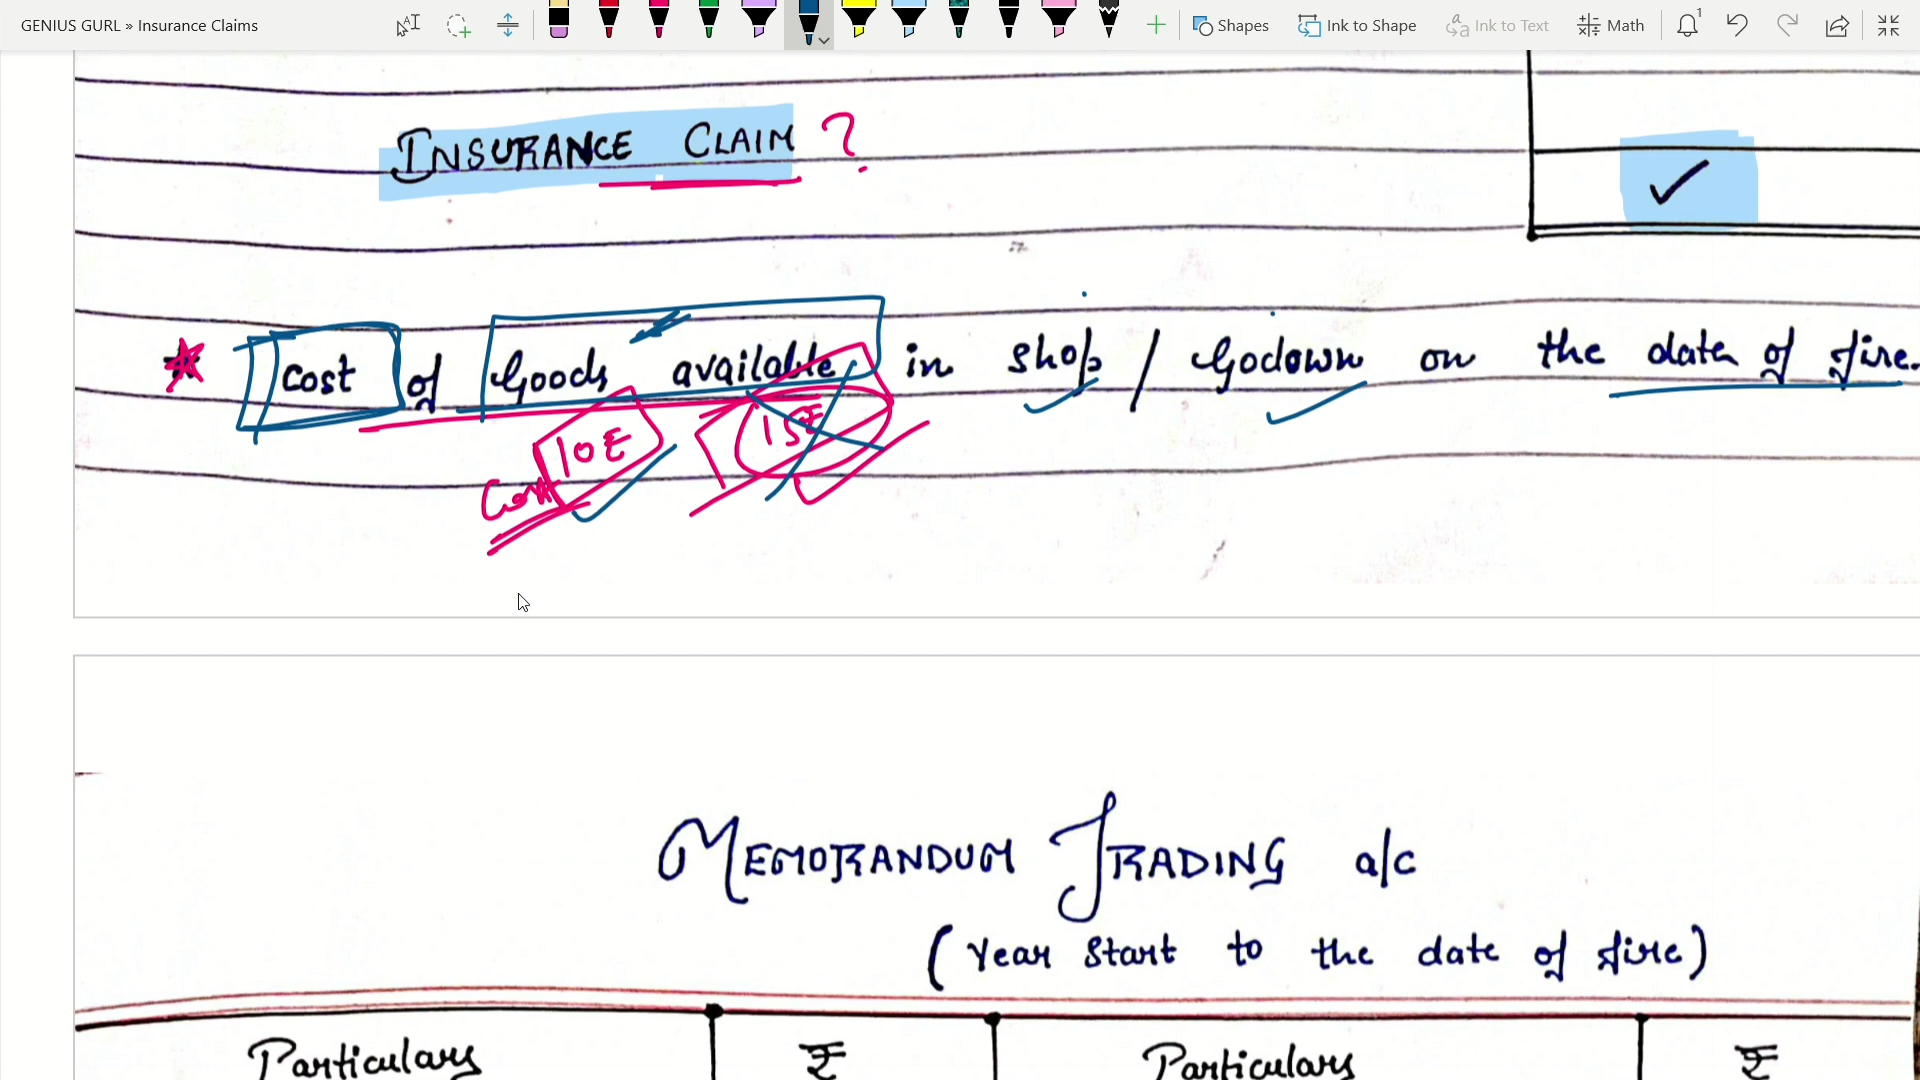 GENIUS GURL » Insurance Claims
Shapes
Ink to Shape
Ink to Text
Math
1
INSURANCE CLAIM ?
* Cost of Goods available in Shop / Godown on the date of fire.
10₹ 15₹
Cost
MEMORANDUM TRADING a/c
(Year Start to the date of fire)
Particulars ₹ Particulars ₹